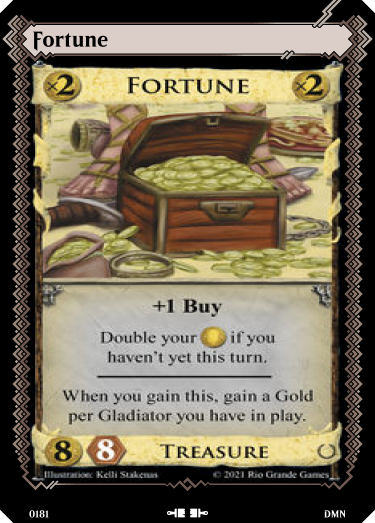 Fortune
×2 FORTUNE ×2
+1 Buy
Double your if you
haven't yet this turn.
When you gain this, gain a Gold
per Gladiator you have in play.
8 8 TREASURE
Illustration: Kelli Stakenas © 2021 Rio Grande Games
0181 DMN